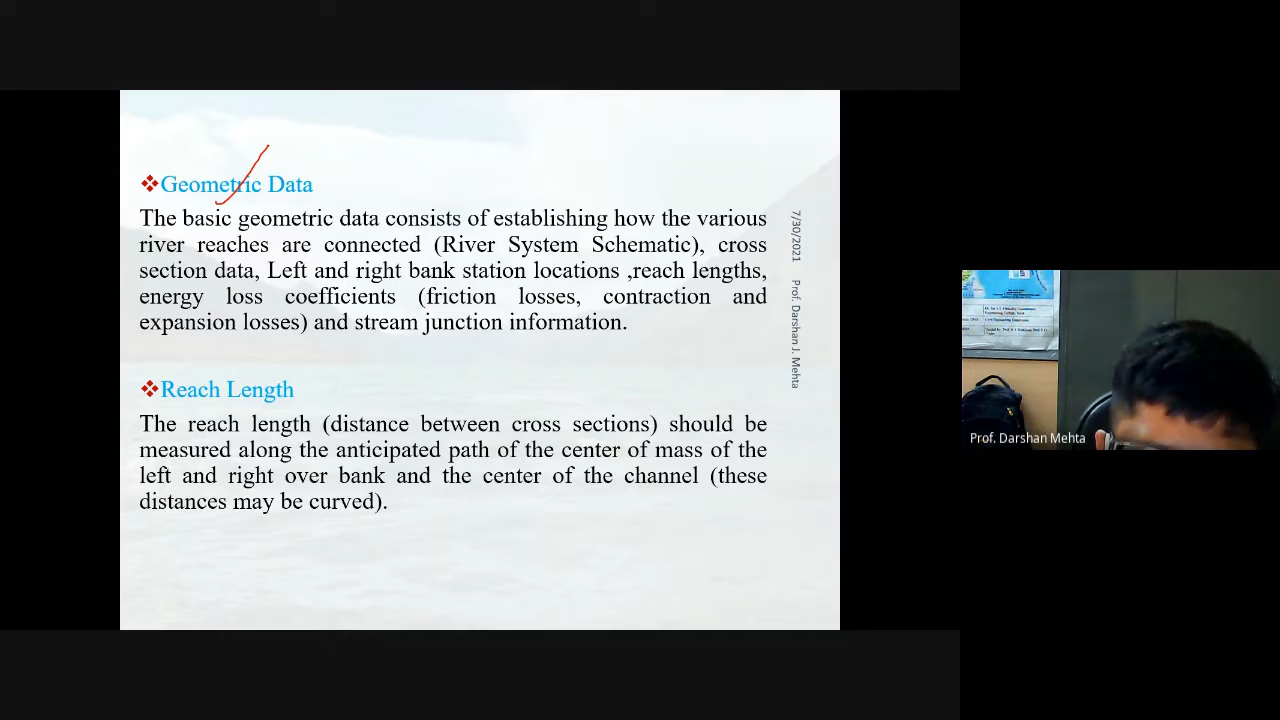 ❖Geometric Data
The basic geometric data consists of establishing how the various
river reaches are connected (River System Schematic), cross
section data, Left and right bank station locations ,reach lengths,
energy loss coefficients (friction losses, contraction and
expansion losses) and stream junction information.
❖Reach Length
The reach length (distance between cross sections) should be
measured along the anticipated path of the center of mass of the
left and right over bank and the center of the channel (these
distances may be curved).
7/30/2021
Prof. Darshan J. Mehta
Prof. Darshan Mehta